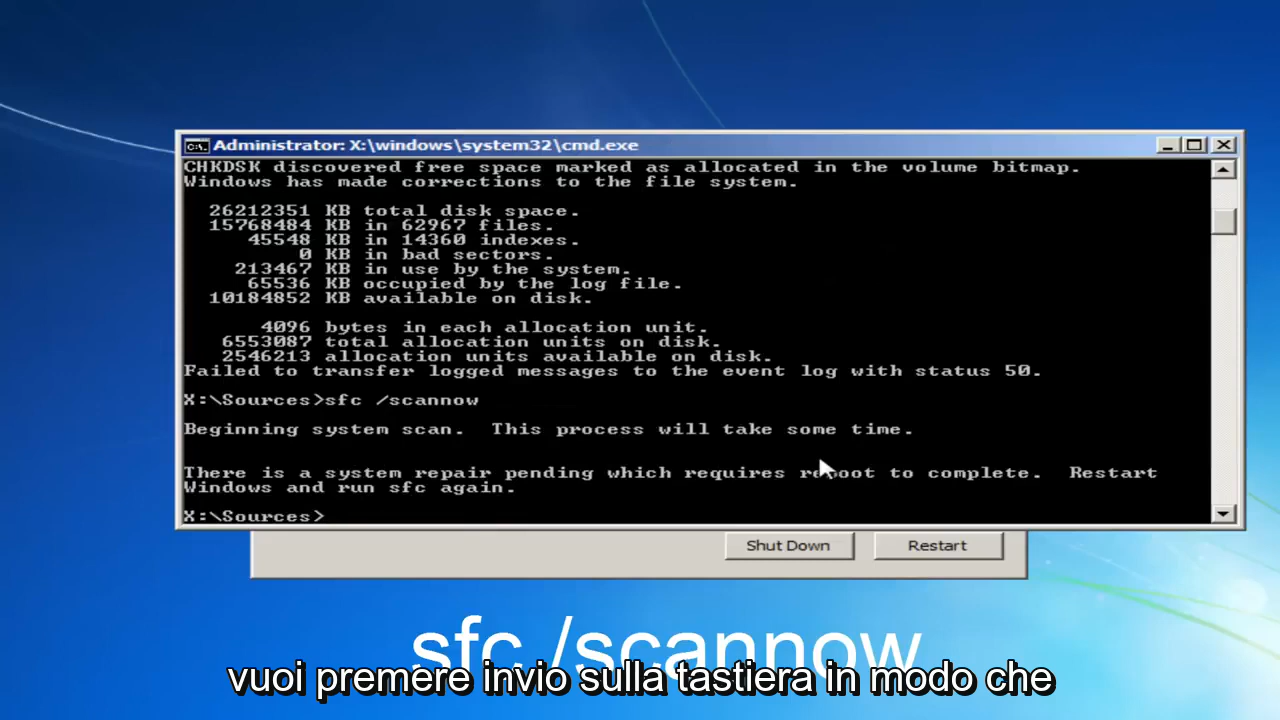 Administrator: X:\windows\system32\cmd.exe
CHKDSK discovered free space marked as allocated in the volume bitmap.
Windows has made corrections to the file system.
26212351 KB total disk space.
15768484 KB in 62967 files.
45548 KB in 14360 indexes.
0 KB in bad sectors.
213467 KB in use by the system.
65536 KB occupied by the log file.
10184852 KB available on disk.
4096 bytes in each allocation unit.
6553087 total allocation units on disk.
2546213 allocation units available on disk.
Failed to transfer logged messages to the event log with status 50.
X:\Sources>sfc /scannow
Beginning system scan.  This process will take some time.
There is a system repair pending which requires reboot to complete.  Restart
Windows and run sfc again.
X:\Sources>
Shut Down Restart
sfc /scannow
vuoi premere invio sulla tastiera in modo che